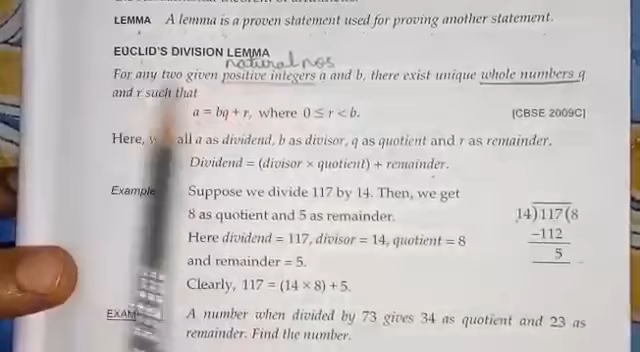 LEMMA A lemma is a proven statement used for proving another statement.
EUCLID'S DIVISION LEMMA
natural nos
For any two given positive integers a and b, there exist unique whole numbers q
and r such that
a = bq + r, where 0 ≤ r < b. [CBSE 2009C]
Here, all a as dividend, b as divisor, q as quotient and r as remainder.
Dividend = (divisor × quotient) + remainder.
Example Suppose we divide 117 by 14. Then, we get
8 as quotient and 5 as remainder. 14)117(8
Here dividend = 117, divisor = 14, quotient = 8 −112
and remainder = 5. 5
Clearly, 117 = (14 × 8) + 5.
EXAM A number when divided by 73 gives 34 as quotient and 23 as
remainder. Find the number.